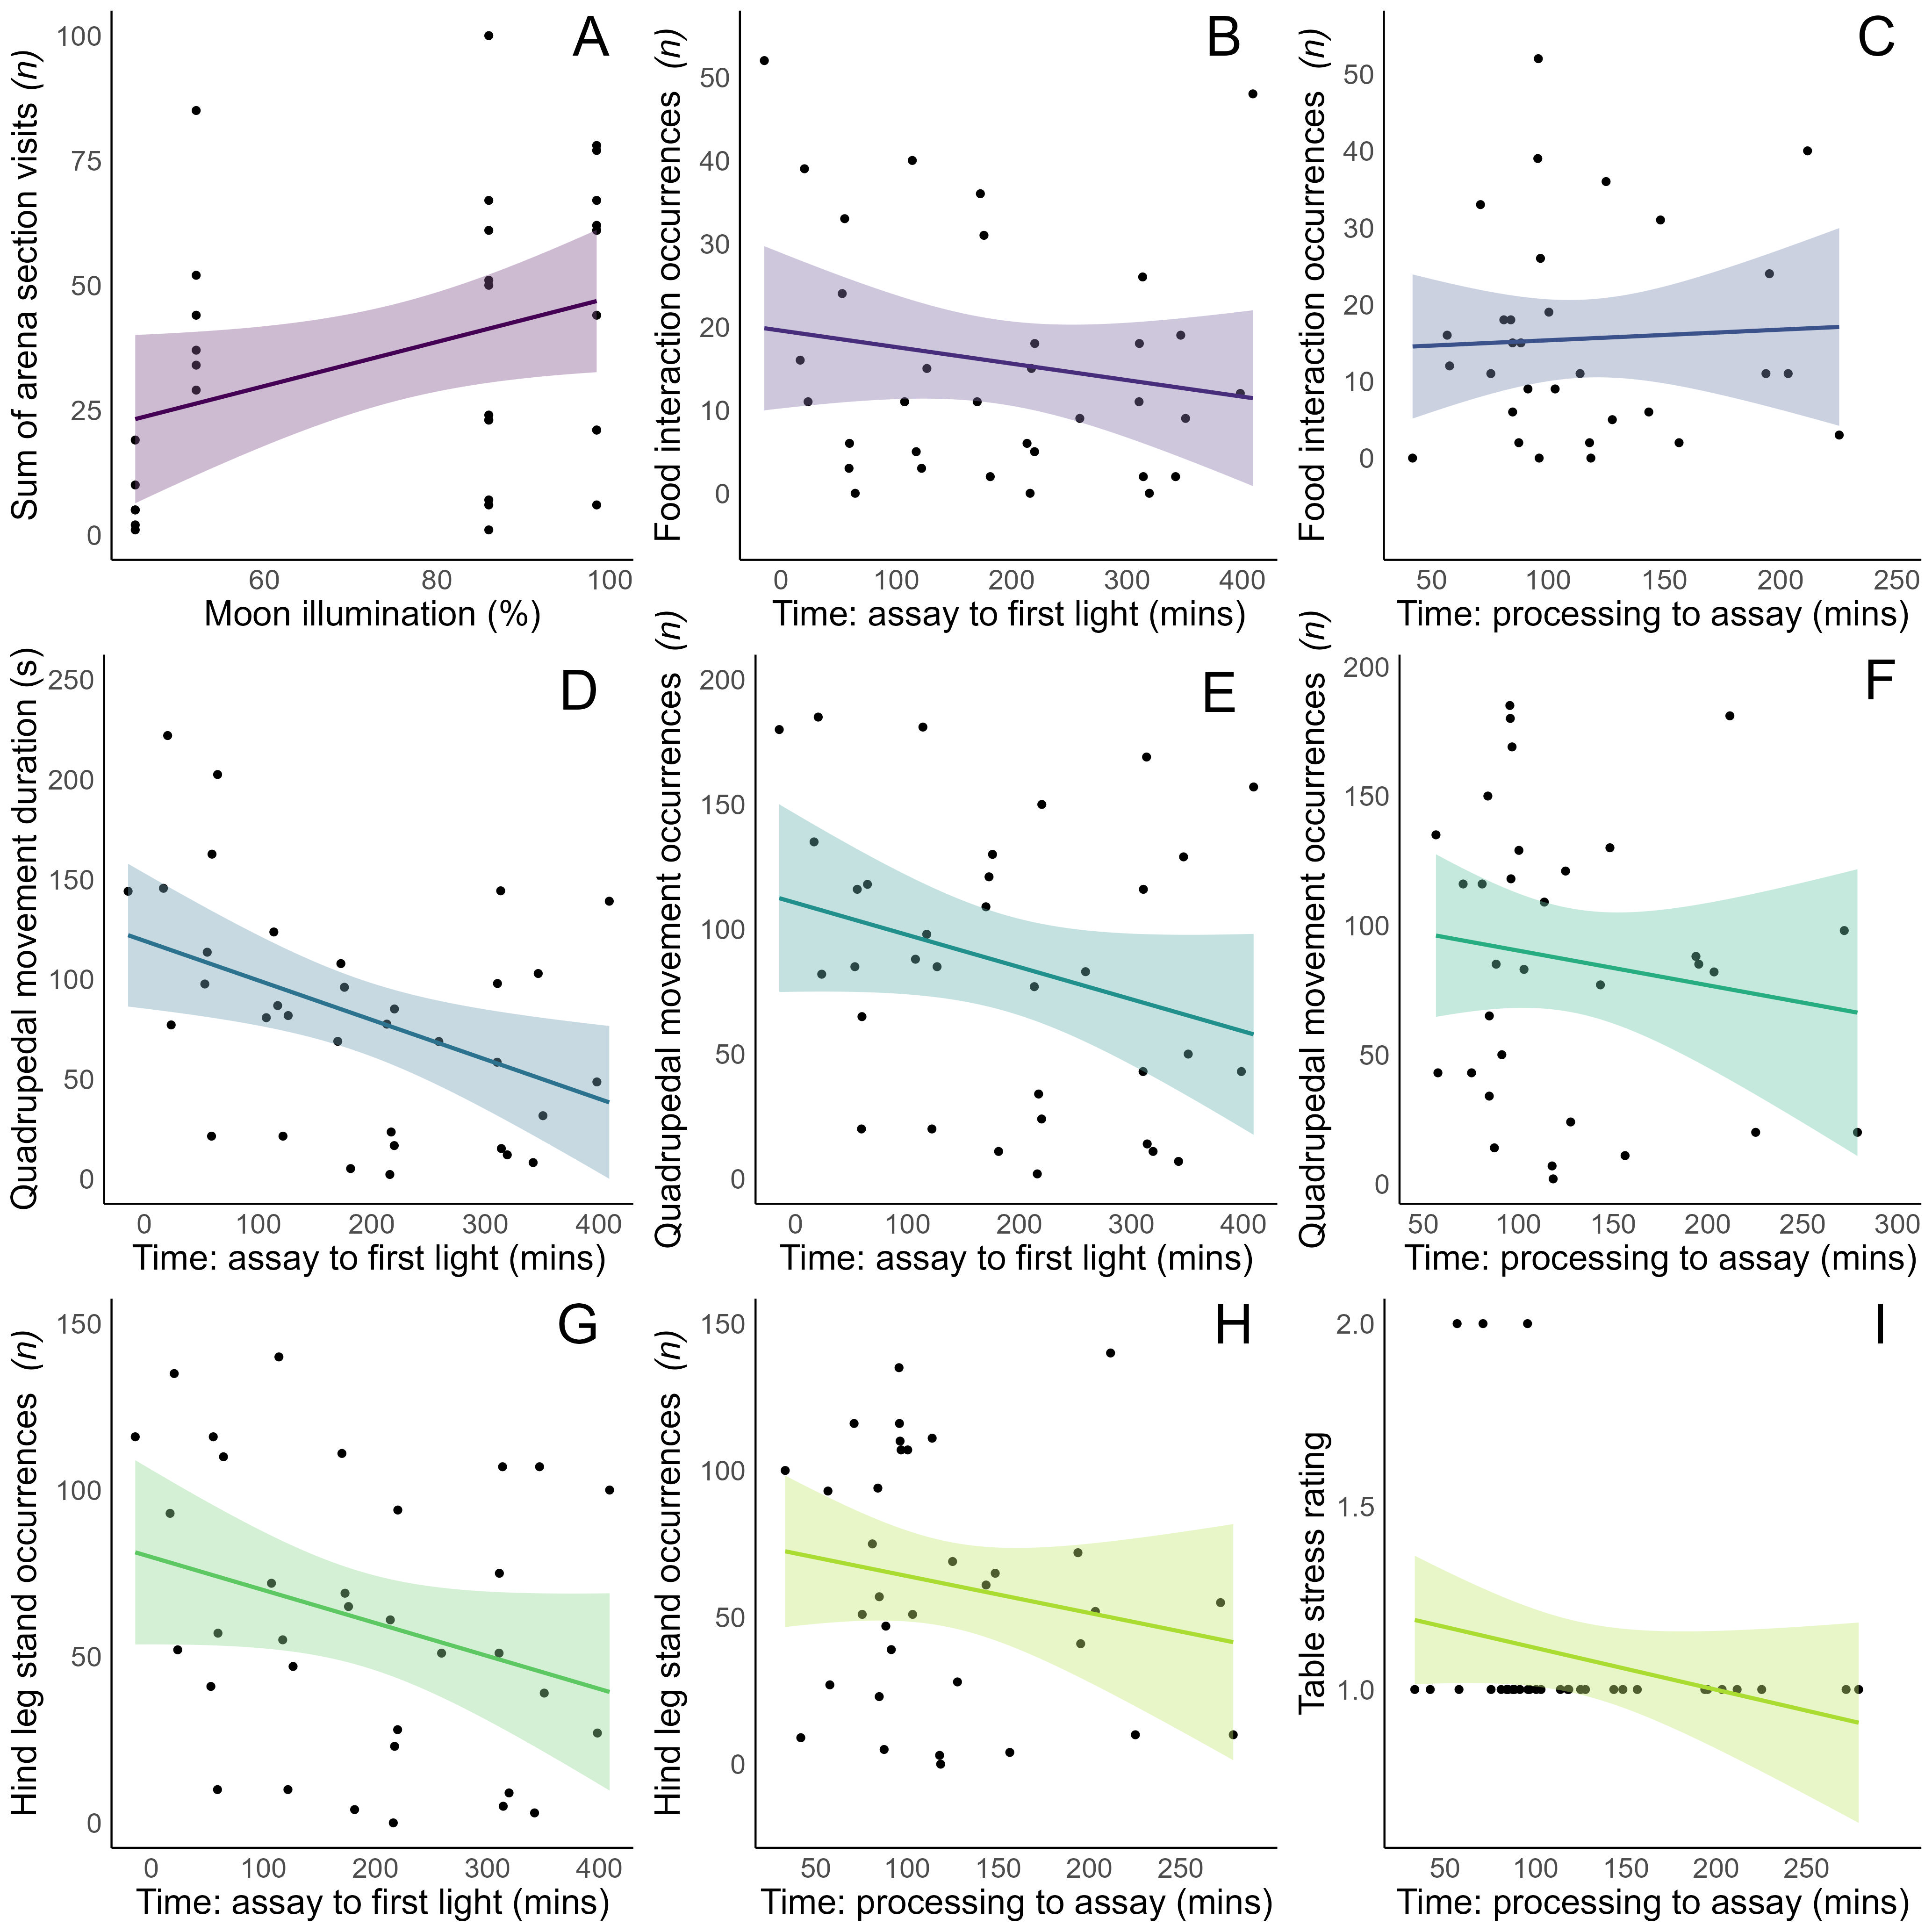 A
Sum of arena section visits (n)
100
75
50
25
0
60 80 100
Moon illumination (%)
B
Food interaction occurrences (n)
50
40
30
20
10
0
0 100 200 300 400
Time: assay to first light (mins)
C
Food interaction occurrences (n)
50
40
30
20
10
0
50 100 150 200 250
Time: processing to assay (mins)
D
Quadrupedal movement duration (s)
250
200
150
100
50
0
0 100 200 300 400
Time: assay to first light (mins)
E
Quadrupedal movement occurrences (n)
200
150
100
50
0
0 100 200 300 400
Time: assay to first light (mins)
F
Quadrupedal movement occurrences (n)
200
150
100
50
0
50 100 150 200 250 300
Time: processing to assay (mins)
G
Hind leg stand occurrences (n)
150
100
50
0
0 100 200 300 400
Time: assay to first light (mins)
H
Hind leg stand occurrences (n)
150
100
50
0
50 100 150 200 250
Time: processing to assay (mins)
I
Table stress rating
2.0
1.5
1.0
50 100 150 200 250
Time: processing to assay (mins)